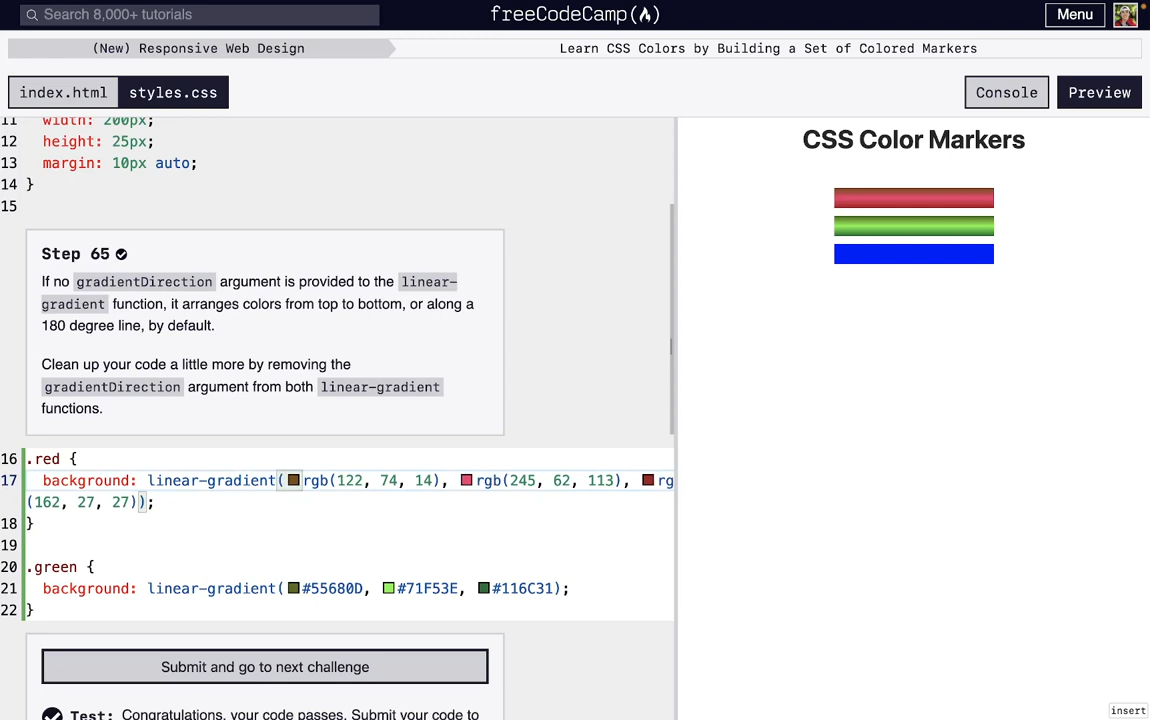 Search 8,000+ tutorials
freeCodeCamp
Menu
(New) Responsive Web Design
Learn CSS Colors by Building a Set of Colored Markers
index.html
styles.css
Console
Preview
11 width: 200px;
12 height: 25px;
13 margin: 10px auto;
14 }
15
Step 65
If no gradientDirection argument is provided to the linear-
gradient function, it arranges colors from top to bottom, or along a
180 degree line, by default.
Clean up your code a little more by removing the
gradientDirection argument from both linear-gradient
functions.
16 .red {
17 background: linear-gradient(rgb(122, 74, 14), rgb(245, 62, 113), rg
(162, 27, 27));
18 }
19
20 .green {
21 background: linear-gradient(#55680D, #71F53E, #116C31);
22 }
Submit and go to next challenge
Test: Congratulations, your code passes. Submit your code to
CSS Color Markers
insert